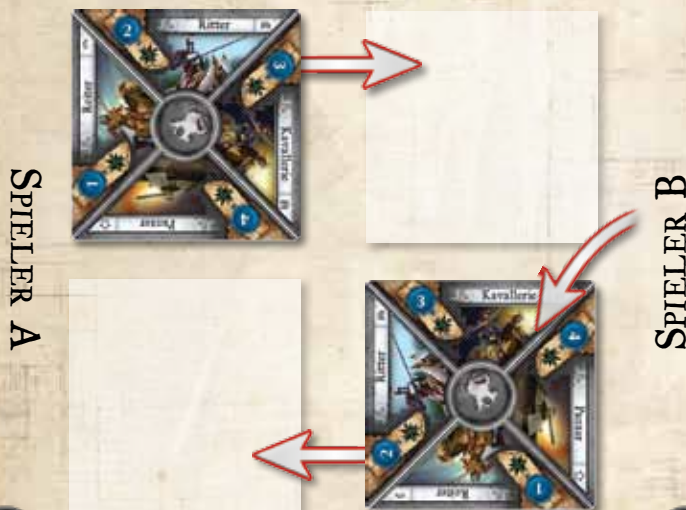 2
Ritter
3
Reiter
Kavallerie
1
4
Panzer
SPIELER A
SPIELER B
3
Kavallerie
4
Ritter
Panzer
2
1
Reiter